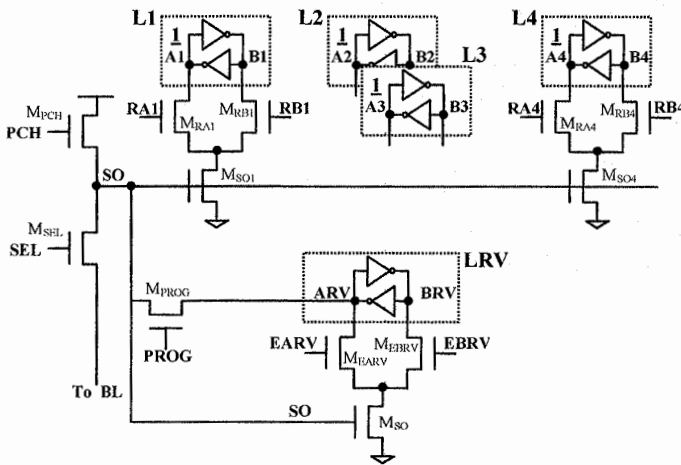 L1
L2
L4
1
A1
B1
1
A2
B2
L3
1
A3
B3
1
A4
B4
MPCH
PCH
RA1
MRA1
MRB1
RB1
RA4
MRA4
MRB4
RB4
SO
MSO1
MSO4
MSEL
SEL
LRV
MPROG
ARV
BRV
PROG
EARV
MEARV
MEBRV
EBRV
To BL
SO
MSO